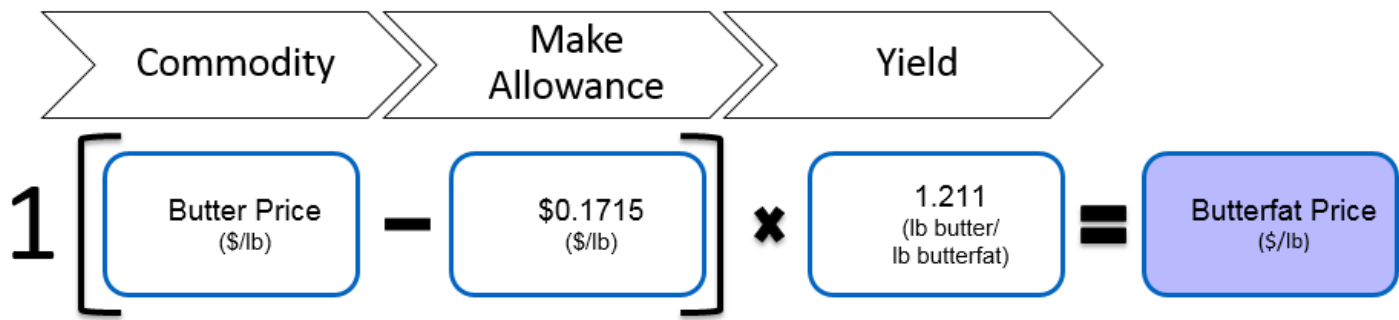 Commodity
Make
Allowance
Yield
1
Butter Price
($/lb)
$0.1715
($/lb)
×
1.211
(lb butter/
lb butterfat)
=
Butterfat Price
($/lb)